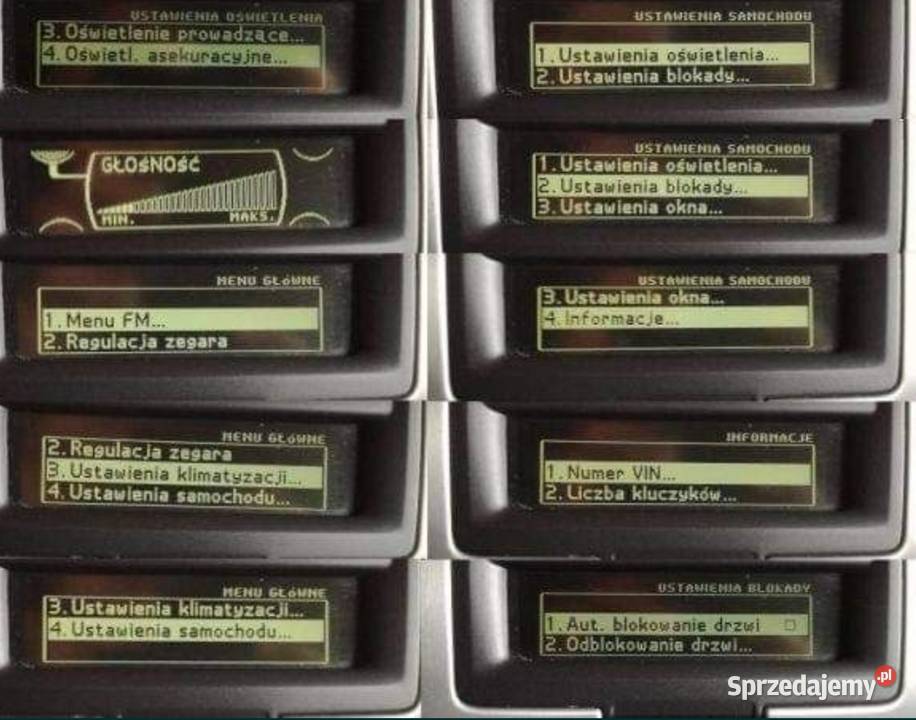 USTAWIENIA OŚWIETLENIA
3. Oświetlenie prowadzące...
4. Oświetl. asekuracyjne...
USTAWIENIA SAMOCHODU
1. Ustawienia oświetlenia...
2. Ustawienia blokady...
GŁOŚNOŚĆ
MIN. MAKS.
USTAWIENIA SAMOCHODU
1. Ustawienia oświetlenia...
2. Ustawienia blokady...
3. Ustawienia okna...
MENU GŁÓWNE
1. Menu FM...
2. Regulacja zegara
USTAWIENIA SAMOCHODU
3. Ustawienia okna...
4. Informacje...
MENU GŁÓWNE
2. Regulacja zegara
3. Ustawienia klimatyzacji...
4. Ustawienia samochodu...
INFORMACJE
1. Numer VIN...
2. Liczba kluczyków...
MENU GŁÓWNE
3. Ustawienia klimatyzacji...
4. Ustawienia samochodu...
USTAWIENIA BLOKADY
1. Aut. blokowanie drzwi
2. Odblokowanie drzwi...
Sprzedajemy.pl